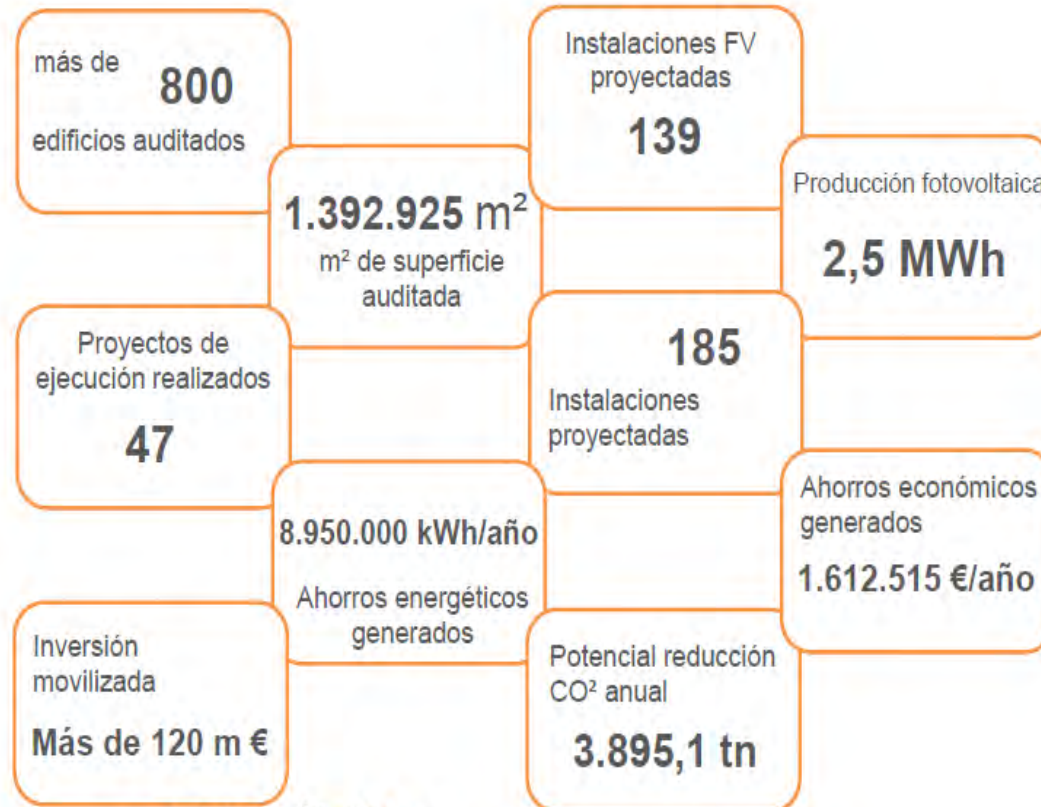 más de
800
edificios auditados
Instalaciones FV
proyectadas
139
1.392.925 m²
m² de superficie
auditada
Producción fotovoltaica
2,5 MWh
Proyectos de
ejecución realizados
47
185
Instalaciones
proyectadas
8.950.000 kWh/año
Ahorros energéticos
generados
Ahorros económicos
generados
1.612.515 €/año
Inversión
movilizada
Más de 120 m €
Potencial reducción
CO² anual
3.895,1 tn